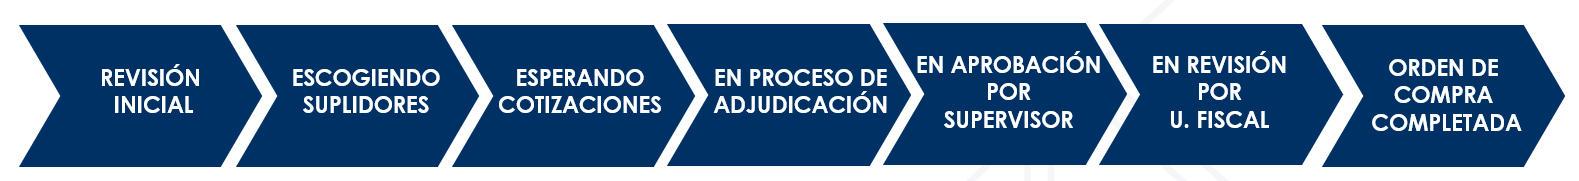 REVISIÓN
INICIAL
ESCOGIENDO
SUPLIDORES
ESPERANDO
COTIZACIONES
EN PROCESO DE
ADJUDICACIÓN
EN APROBACIÓN
POR
SUPERVISOR
EN REVISIÓN
POR
U. FISCAL
ORDEN DE
COMPRA
COMPLETADA